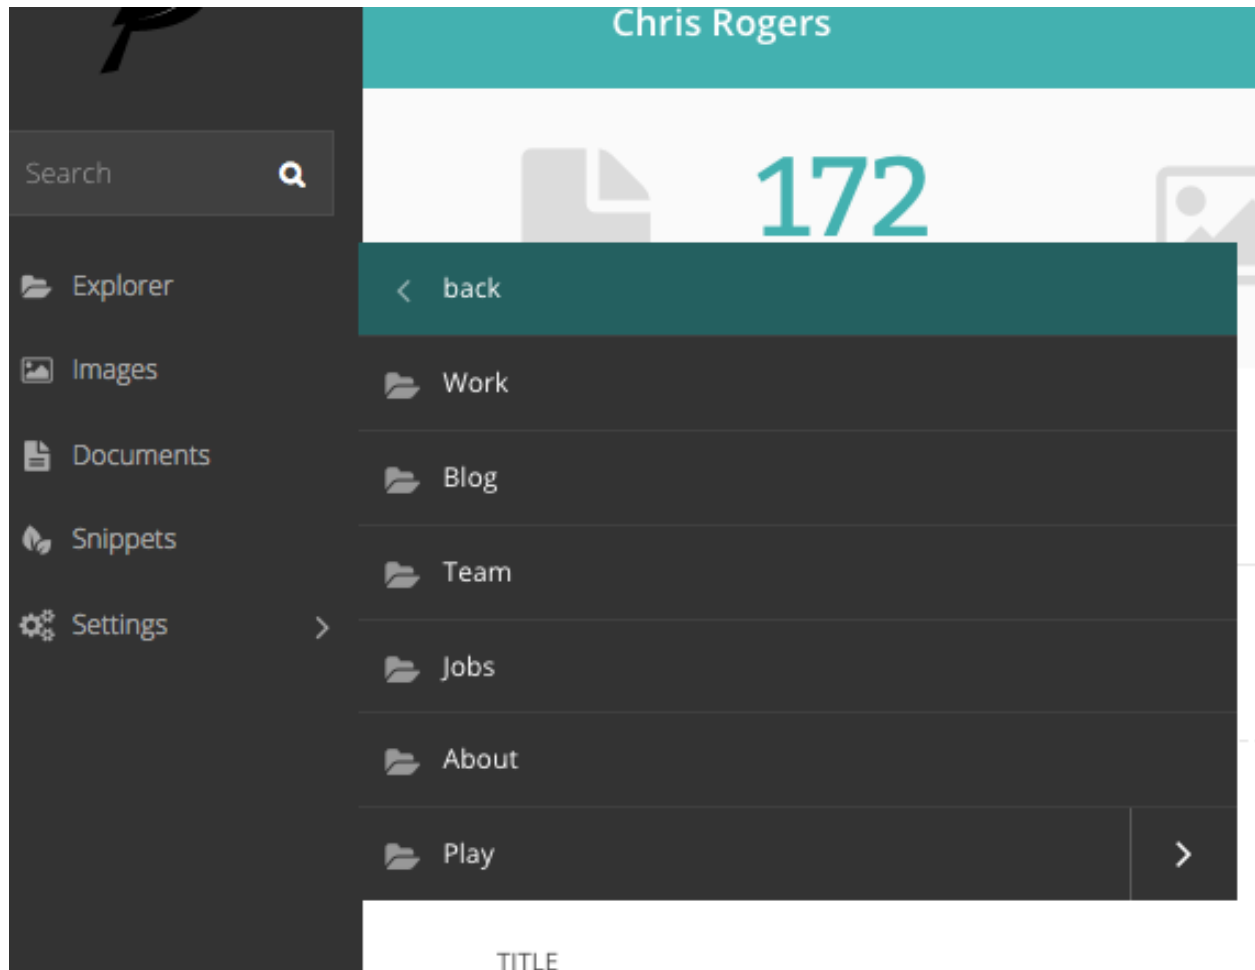 Chris Rogers
Search
172
Explorer
Images
Documents
Snippets
Settings
back
Work
Blog
Team
Jobs
About
Play
TITLE